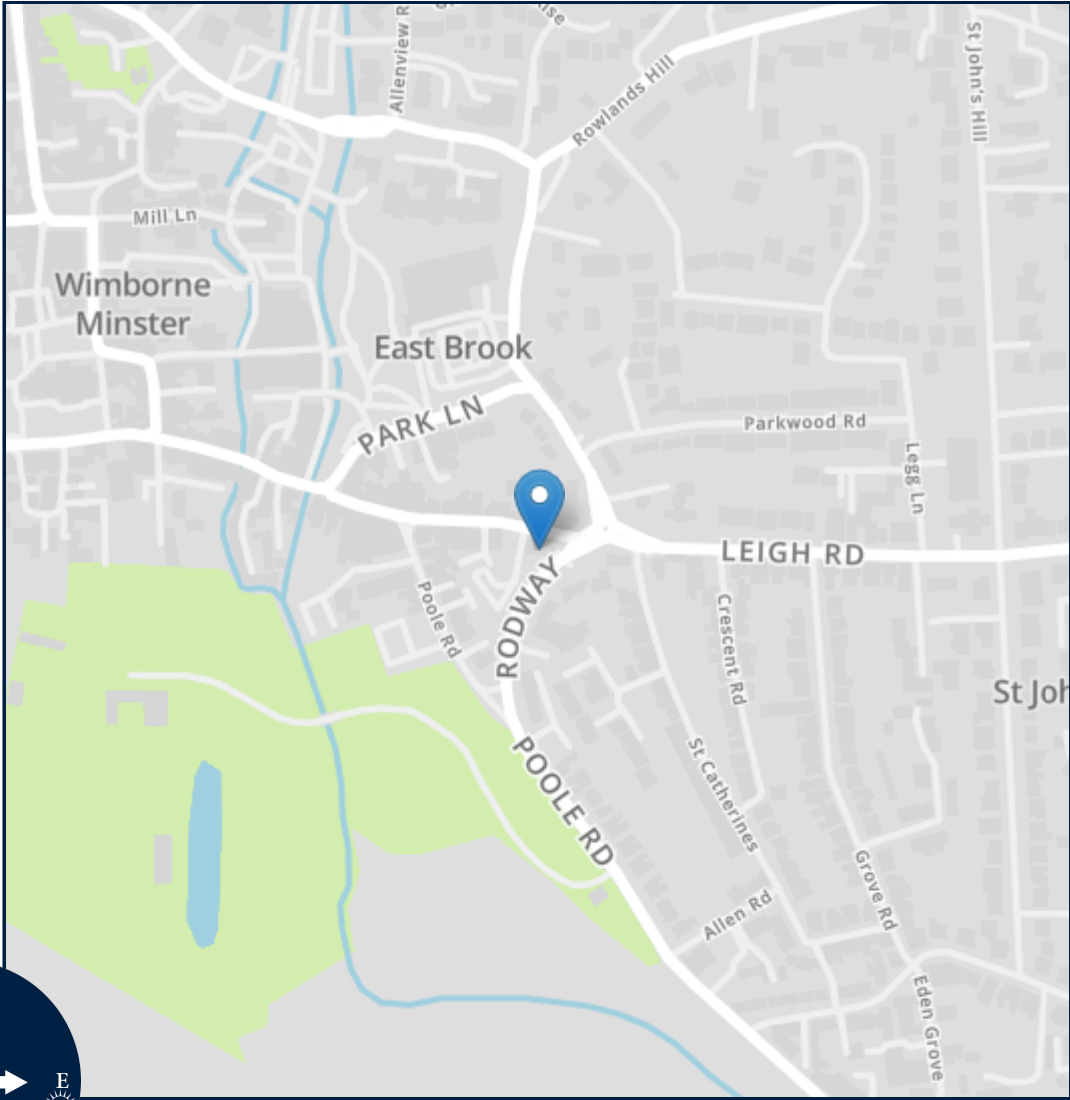 Allenview R
Rowlands Hill
St John's Hill
Mill Ln
Wimborne
Minster
East Brook
PARK LN
Parkwood Rd
Legg Ln
LEIGH RD
Poole Rd
RODWAY
Crescent Rd
St Joh
POOLE RD
St Catherines
Grove Rd
Allen Rd
Eden Grove
E